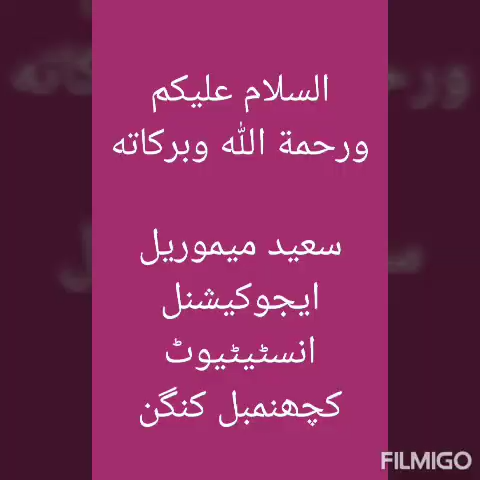 السلام علیکم
ورحمة الله وبرکاته
سعید میموریل
ایجوکیشنل
انسٹیٹیوٹ
کچھنمبل کنگن
FILMIGO